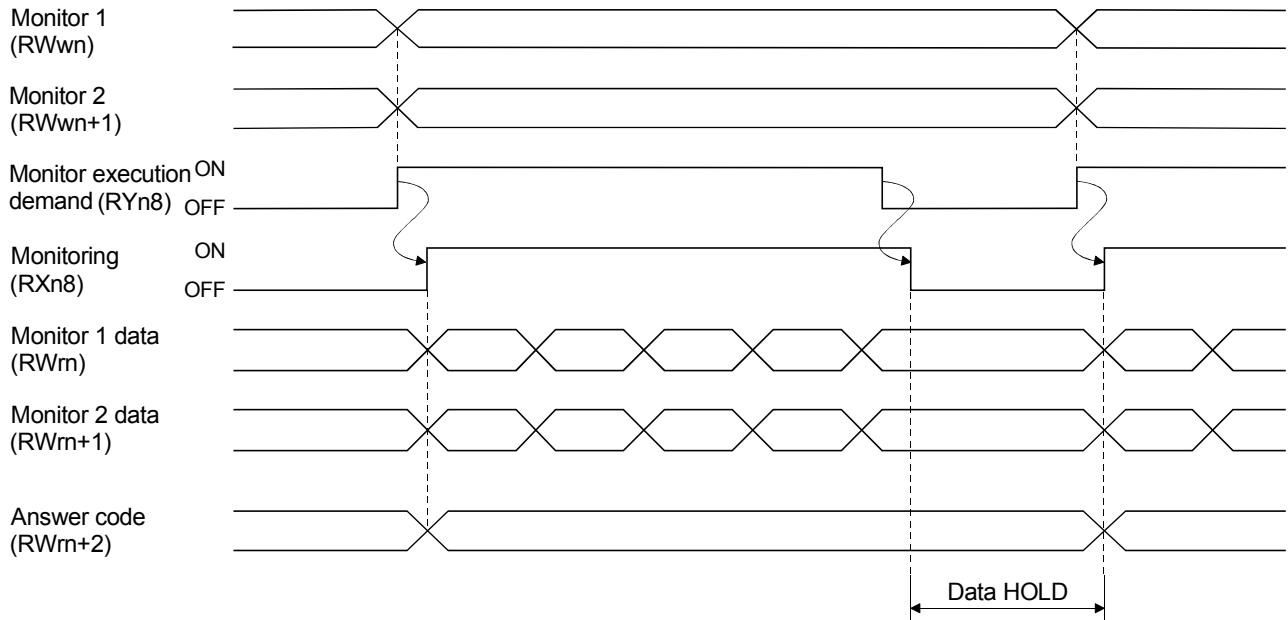 Monitor 1
(RWwn)
Monitor 2
(RWwn+1)
Monitor execution ON
demand (RYn8) OFF
Monitoring ON
(RXn8)
OFF
Monitor 1 data
(RWrn)
Monitor 2 data
(RWrn+1)
Answer code
(RWrn+2)
Data HOLD